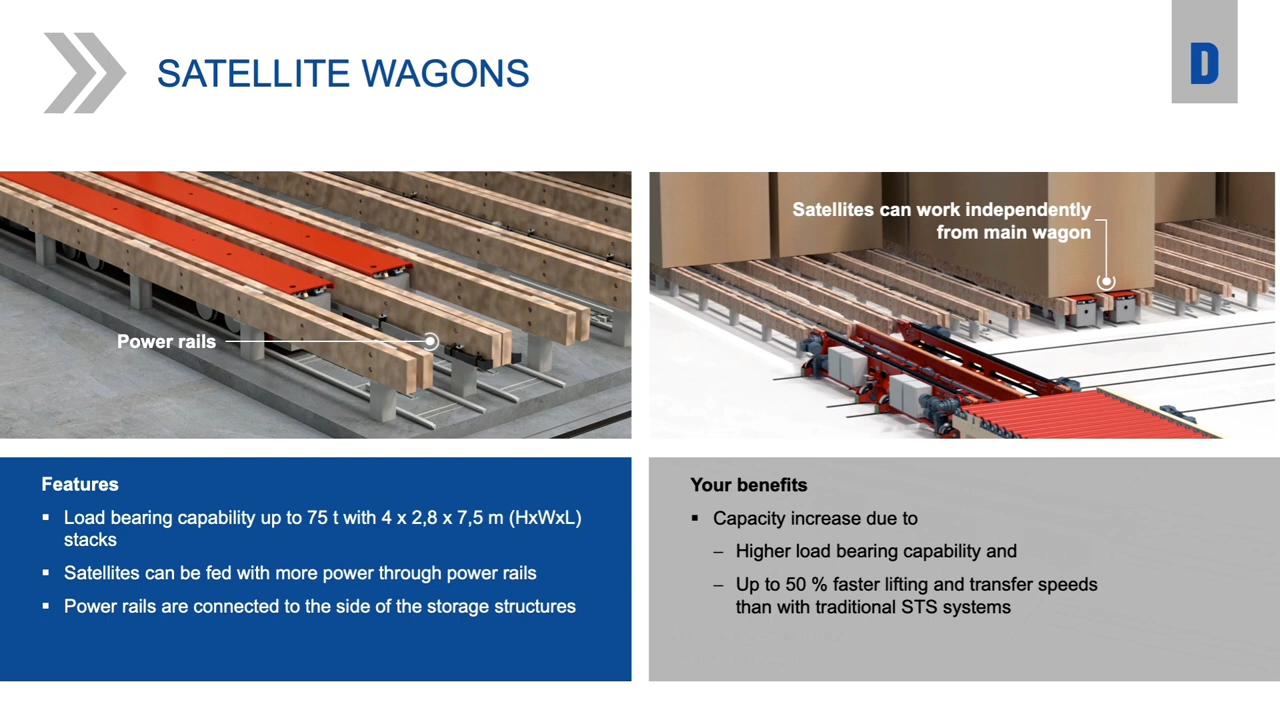 SATELLITE WAGONS
D
Power rails
Satellites can work independently
from main wagon
Features
▪ Load bearing capability up to 75 t with 4 x 2,8 x 7,5 m (HxWxL)
stacks
▪ Satellites can be fed with more power through power rails
▪ Power rails are connected to the side of the storage structures
Your benefits
▪ Capacity increase due to
– Higher load bearing capability and
– Up to 50 % faster lifting and transfer speeds
than with traditional STS systems